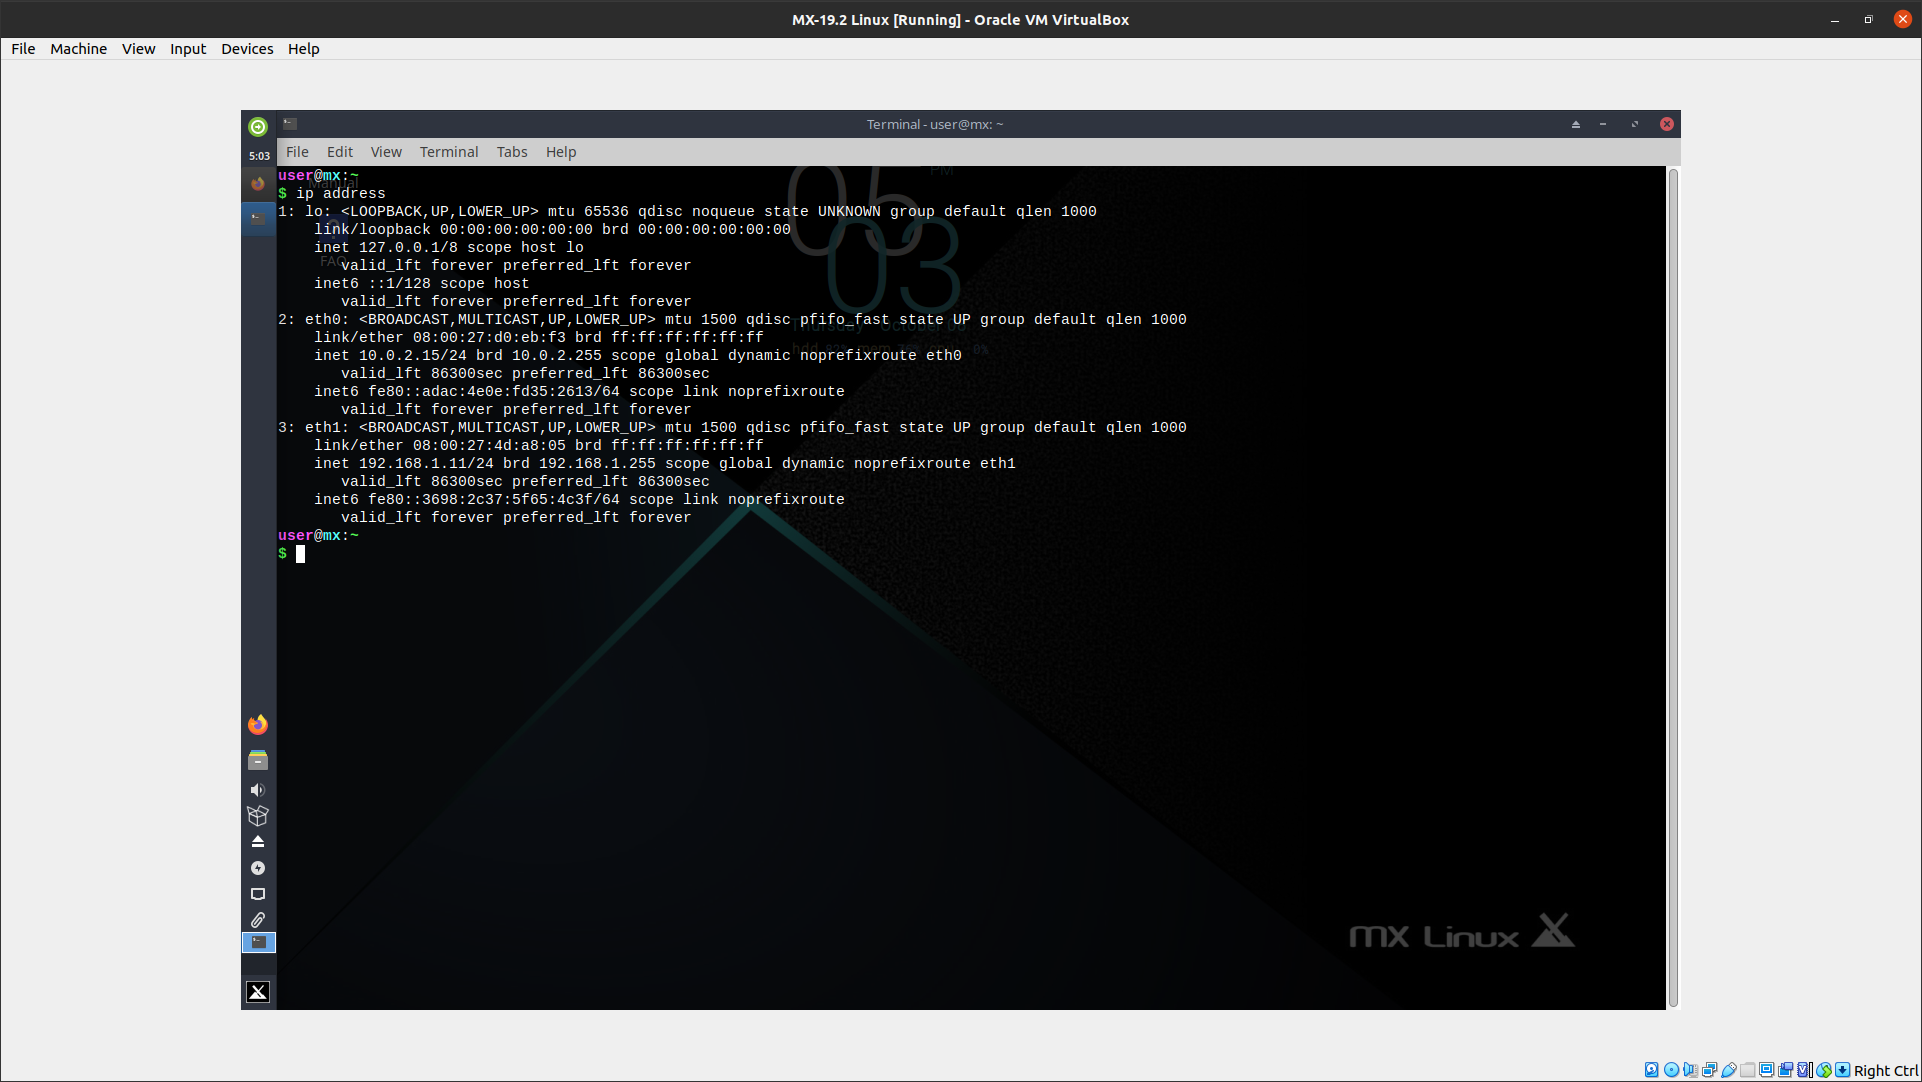 MX-19.2 Linux [Running] - Oracle VM VirtualBox
File Machine View Input Devices Help
Terminal - user@mx: ~
5:03
File Edit View Terminal Tabs Help
user@mx:~
Manual
$ ip address
05
PM
1: lo: <LOOPBACK,UP,LOWER_UP> mtu 65536 qdisc noqueue state UNKNOWN group default qlen 1000
link/loopback 00:00:00:00:00:00 brd 00:00:00:00:00:00
inet 127.0.0.1/8 scope host lo
FAQ
03
valid_lft forever preferred_lft forever
inet6 ::1/128 scope host
valid_lft forever preferred_lft forever
2: eth0: <BROADCAST,MULTICAST,UP,LOWER_UP> mtu 1500 qdisc pfifo_fast state UP group default qlen 1000
Thursday October
link/ether 08:00:27:d0:eb:f3 brd ff:ff:ff:ff:ff:ff
inet 10.0.2.15/24 brd 10.0.2.255 scope global dynamic noprefixroute eth0
valid_lft 86300sec preferred_lft 86300sec
inet6 fe80::adac:4e0e:fd35:2613/64 scope link noprefixroute
valid_lft forever preferred_lft forever
3: eth1: <BROADCAST,MULTICAST,UP,LOWER_UP> mtu 1500 qdisc pfifo_fast state UP group default qlen 1000
link/ether 08:00:27:4d:a8:05 brd ff:ff:ff:ff:ff:ff
inet 192.168.1.11/24 brd 192.168.1.255 scope global dynamic noprefixroute eth1
valid_lft 86300sec preferred_lft 86300sec
inet6 fe80::3698:2c37:5f65:4c3f/64 scope link noprefixroute
valid_lft forever preferred_lft forever
user@mx:~
$
mx Linux
Right Ctrl